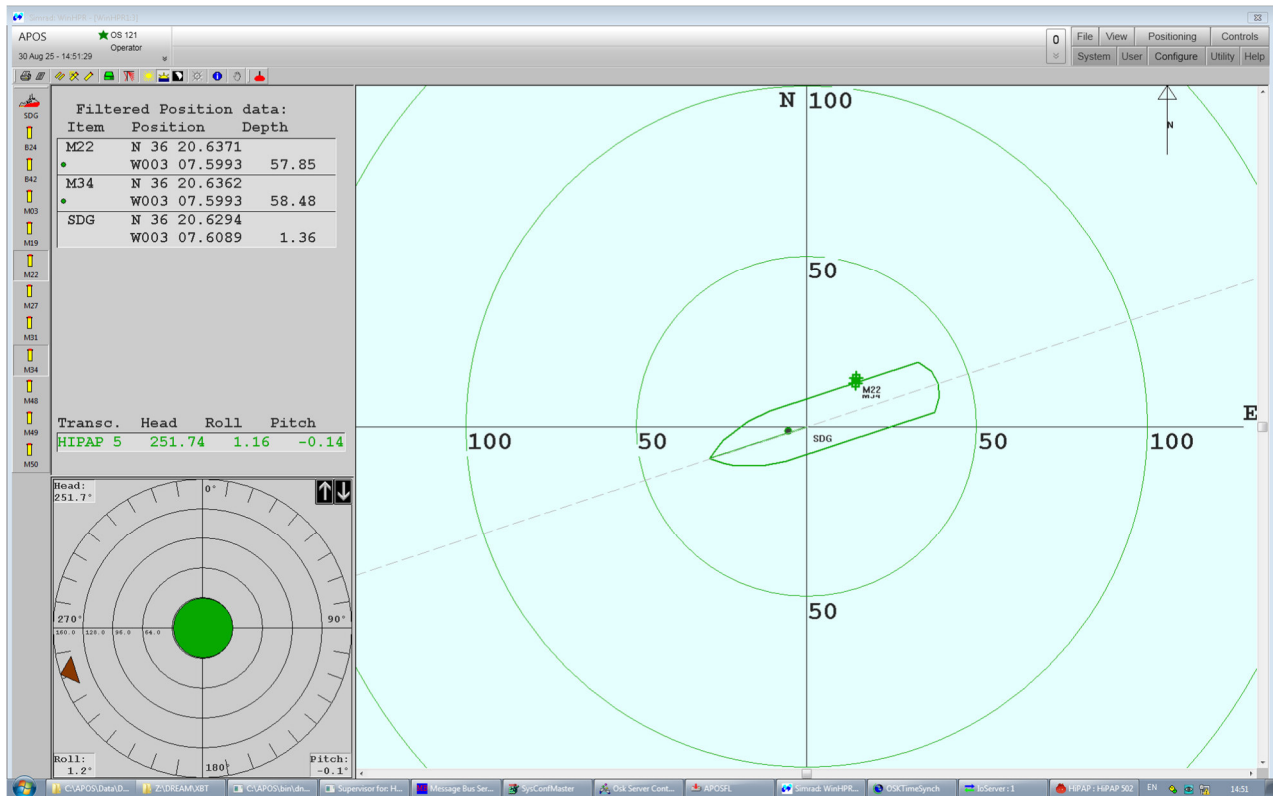 Simrad: WinHPR - [WinHPR1:1]
APOS
OS 121
Operator
30 Aug 25 - 14:51:29
0
File View Positioning Controls
System User Configure Utility Help
SDG
B24
B42
M03
M19
M22
M27
M31
M34
M48
M49
M50
Filtered Position data:
Item Position Depth
M22 N 36 20.6371
W003 07.5993 57.85
M34 N 36 20.6362
W003 07.5993 58.48
SDG N 36 20.6294
W003 07.6089 1.36
Transc. Head Roll Pitch
HIPAP 5 251.74 1.16 -0.14
Head:
251.7°
0°
270°
90°
160.0 128.0 96.0 64.0
180°
Roll:
1.2°
Pitch:
-0.1°
N 100
N
50
M22
M34
E
100 50 SDG 50 100
50
C:\APOS\Data\D...
Z:\DREAM\XBT
C:\APOS\bin\dn...
Supervisor for: H...
Message Bus Ser...
SysConfMaster
Osk Server Cont...
APOSFL
Simrad: WinHPR...
OSKTimeSynch
IoServer : 1
HiPAP : HiPAP 502
EN
14:51